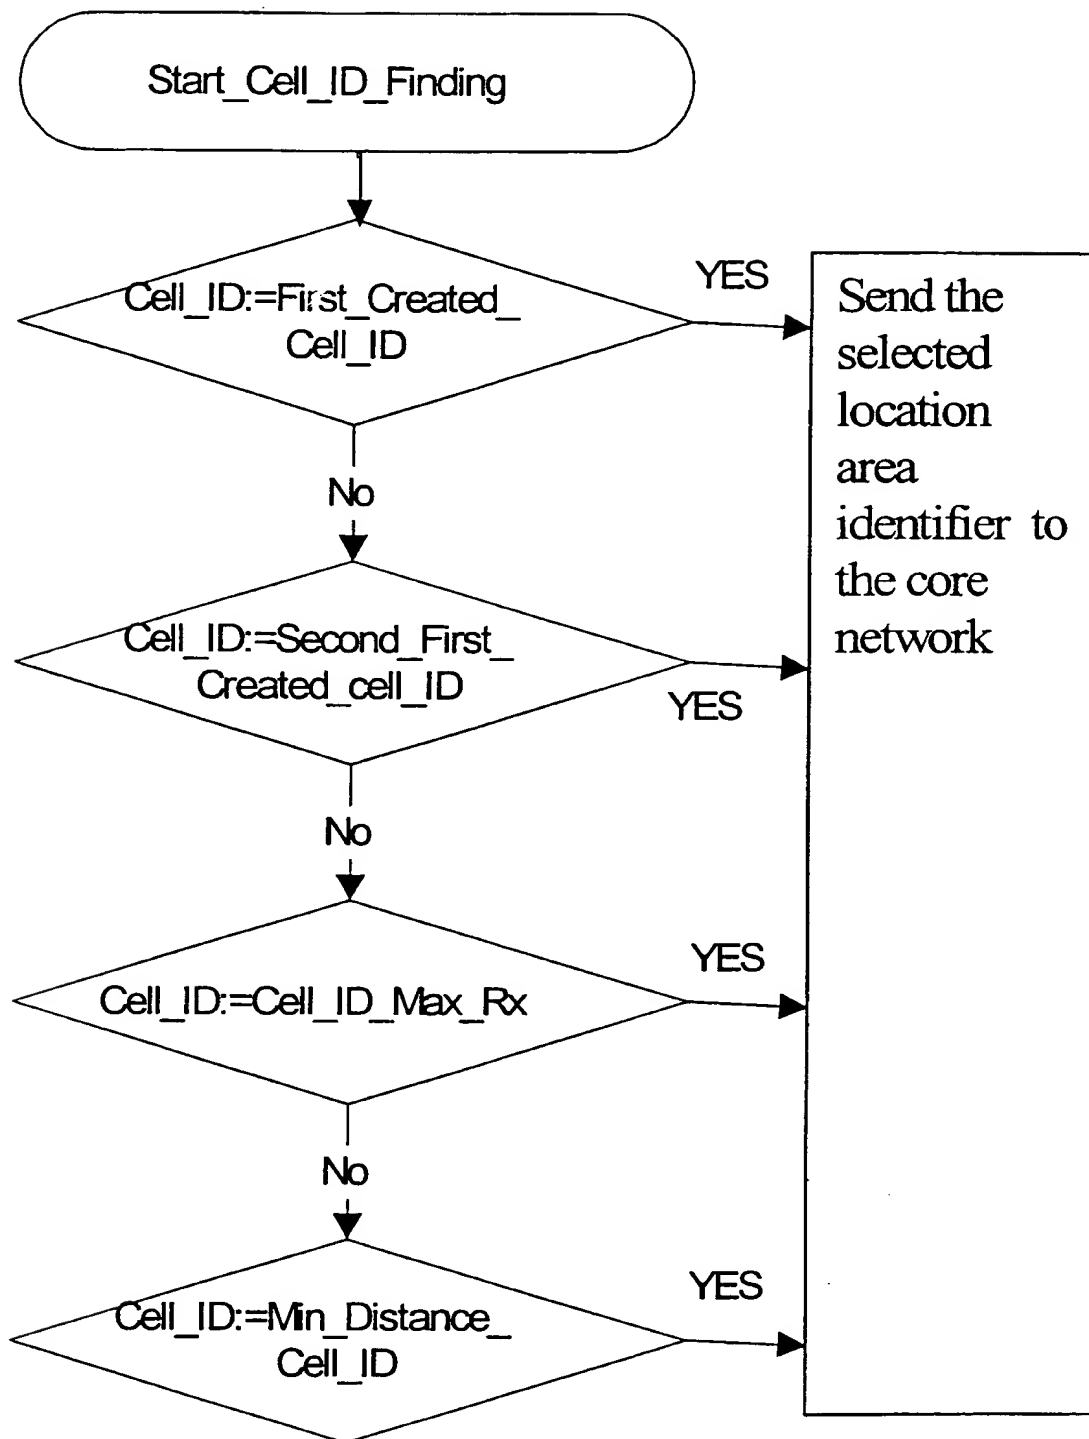 Start_Cell_ID_Finding
Cell_ID:=First_Created_
Cell_ID
YES
Send the
selected
location
area
identifier to
the core
network
No
Cell_ID:=Second_First_
Created_cell_ID
YES
No
Cell_ID:=Cell_ID_Max_Rx
YES
No
Cell_ID:=Min_Distance_
Cell_ID
YES